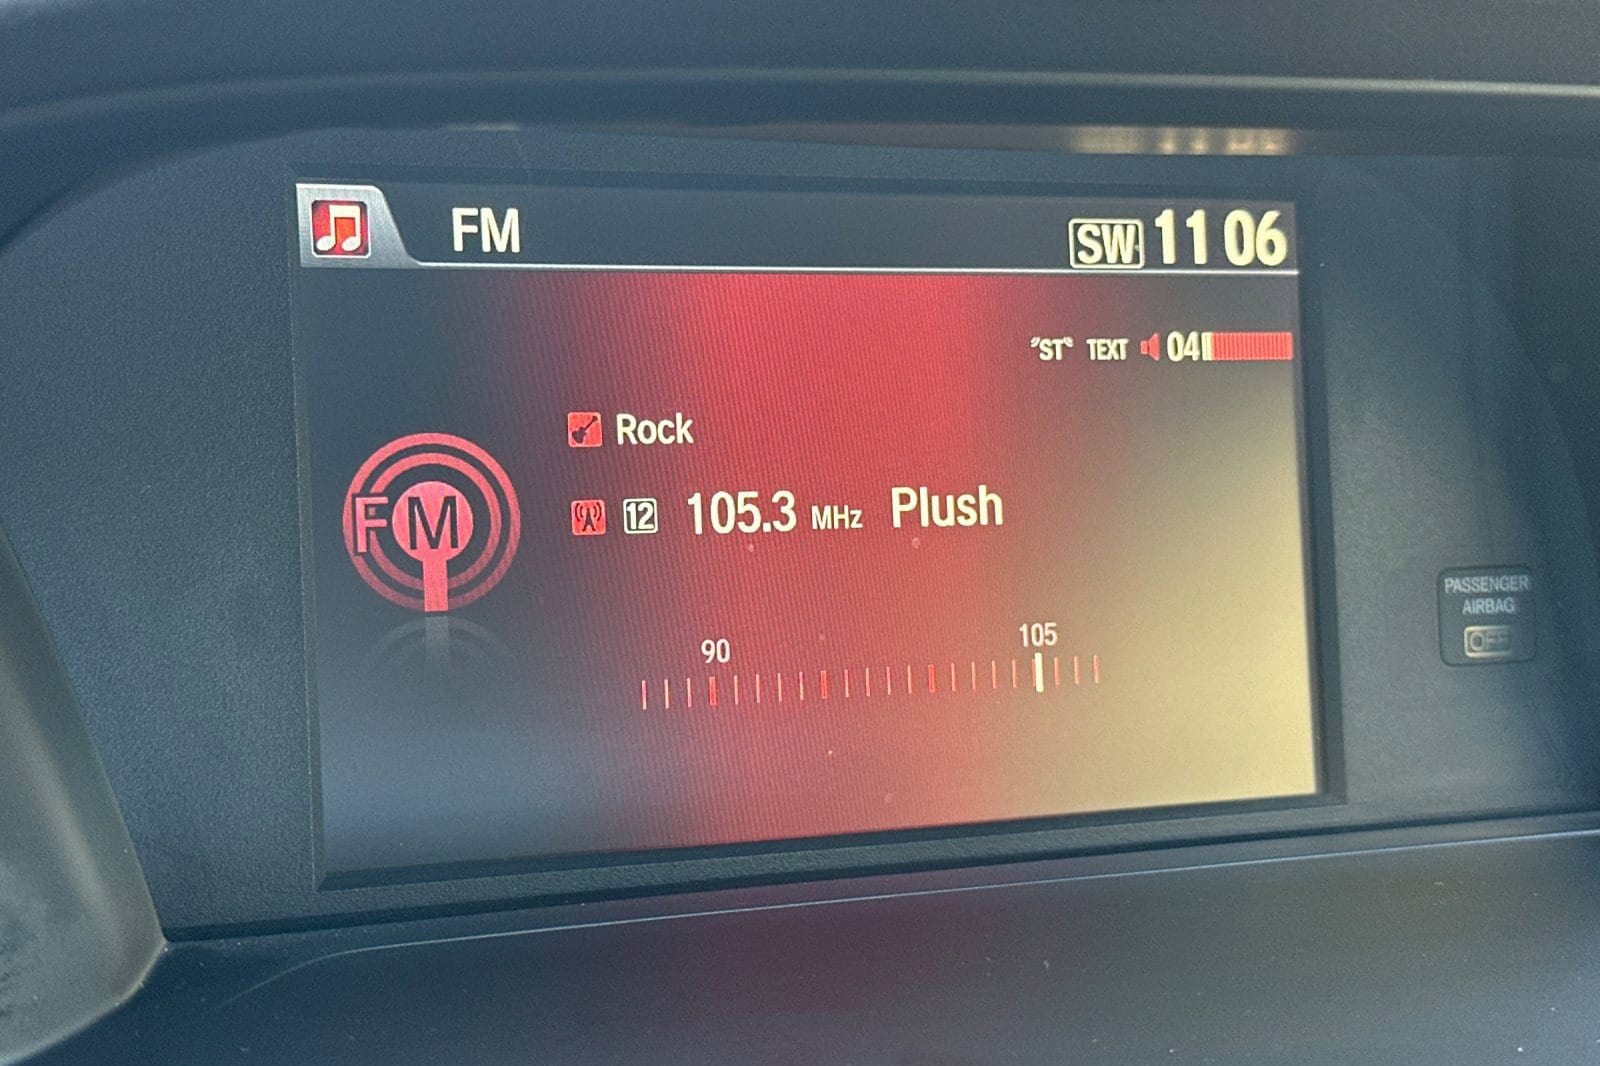 FM
SW 11 06
"ST" TEXT 04
Rock
FM
12 105.3 MHz Plush
90 105
PASSENGER
AIRBAG
OFF